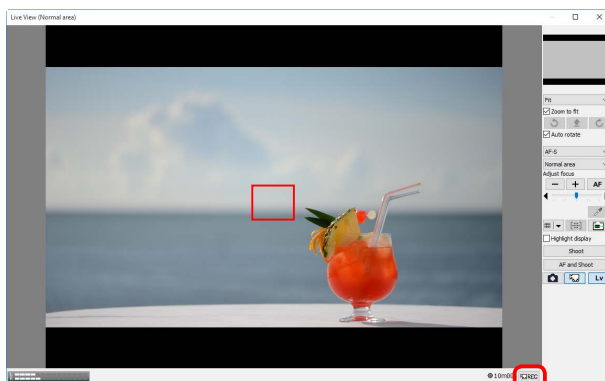 Live View (Normal area)
Fit
Zoom to fit
Auto rotate
AF-S
Normal area
Adjust focus
AF
Highlight display
Shoot
AF and Shoot
Lv
10m00
REC